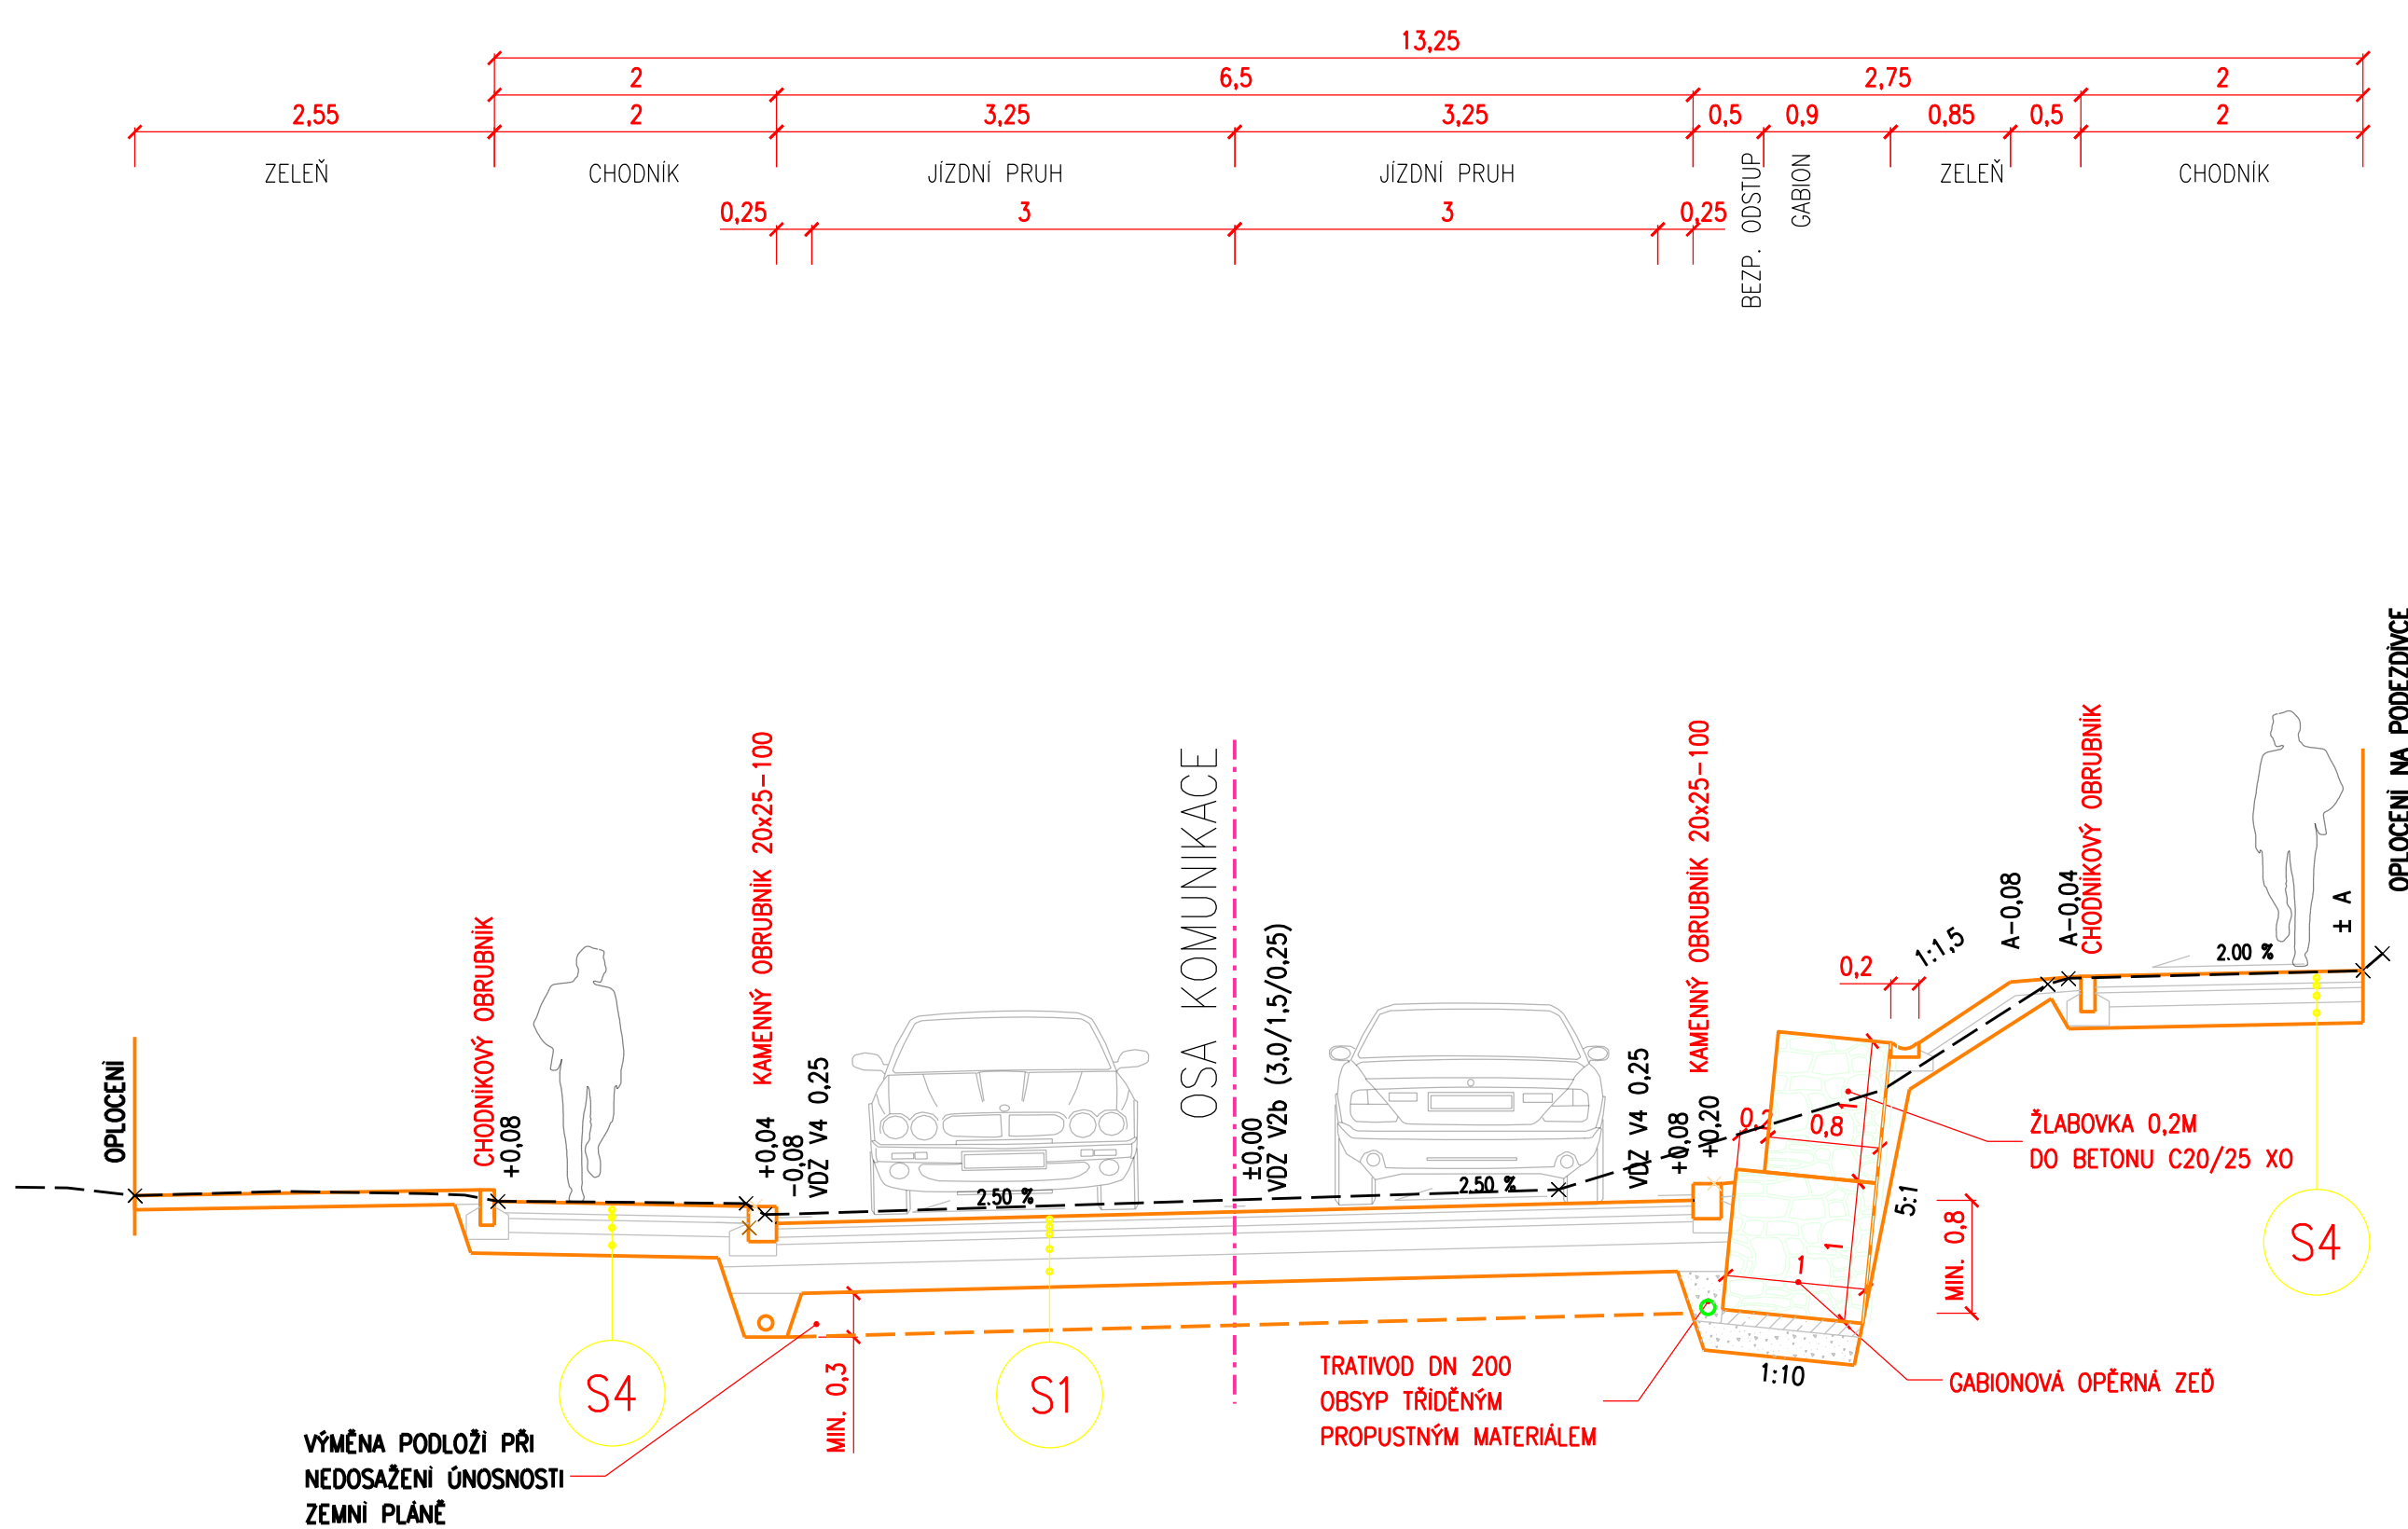 13,25
2
6,5
2,75
2
2,55
2
3,25
3,25
0,5
0,9
0,85
0,5
2
ZELEŇ
CHODNÍK
JÍZDNÍ PRUH
JÍZDNÍ PRUH
BEZP. ODSTUP
GABION
ZELEŇ
CHODNÍK
0,25
3
3
0,25
OPLOCENÍ
CHODNÍKOVÝ OBRUBNÍK
+0,08
KAMENNÝ OBRUBNÍK 20x25-100
+0,04
-0,08
VDZ V4 0,25
2.50 %
OSA KOMUNIKACE
±0,00
VDZ V2b (3,0/1,5/0,25)
2.50 %
VDZ V4 0,25
KAMENNÝ OBRUBNÍK 20x25-100
+0,08
+0,20
0,2
0,8
1
0,2
1:1,5
A-0,08
A-0,04
CHODNÍKOVÝ OBRUBNÍK
2.00 %
± A
OPLOCENÍ NA PODEZDÍVCE
ŽLABOVKA 0,2M
DO BETONU C20/25 XO
5:1
1
1
MIN. 0,8
S4
1:10
GABIONOVÁ OPĚRNÁ ZEĎ
TRATIVOD DN 200
OBSYP TŘÍDĚNÝM
PROPUSTNÝM MATERIÁLEM
S1
MIN. 0,3
S4
VÝMĚNA PODLOŽÍ PŘI
NEDOSAŽENÍ ÚNOSNOSTI
ZEMNÍ PLÁNĚ